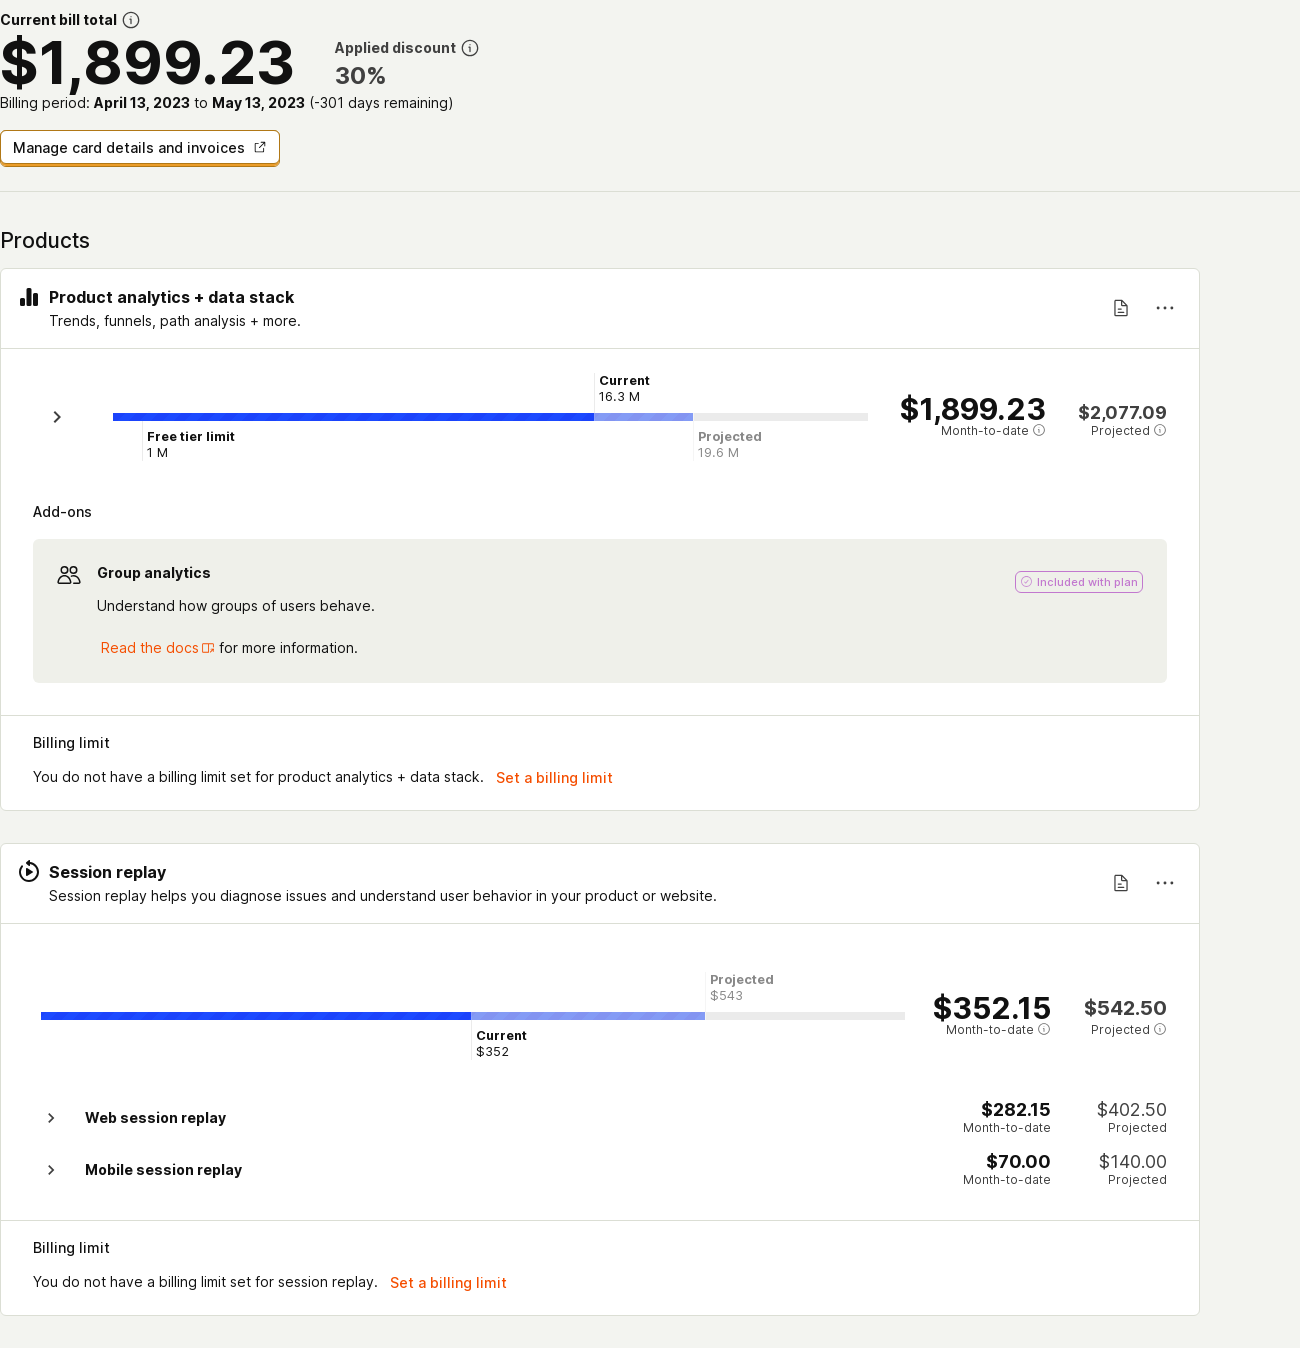 Current bill total
$1,899.23
Applied discount
30%
Billing period: April 13, 2023 to May 13, 2023 (-301 days remaining)
Manage card details and invoices
Products
Product analytics + data stack
Trends, funnels, path analysis + more.
Current
16.3 M
Free tier limit
1 M
Projected
19.6 M
$1,899.23
Month-to-date
$2,077.09
Projected
Add-ons
Group analytics
Included with plan
Understand how groups of users behave.
Read the docs for more information.
Billing limit
You do not have a billing limit set for product analytics + data stack. Set a billing limit
Session replay
Session replay helps you diagnose issues and understand user behavior in your product or website.
Projected
$543
Current
$352
$352.15
Month-to-date
$542.50
Projected
Web session replay
$282.15
Month-to-date
$402.50
Projected
Mobile session replay
$70.00
Month-to-date
$140.00
Projected
Billing limit
You do not have a billing limit set for session replay. Set a billing limit